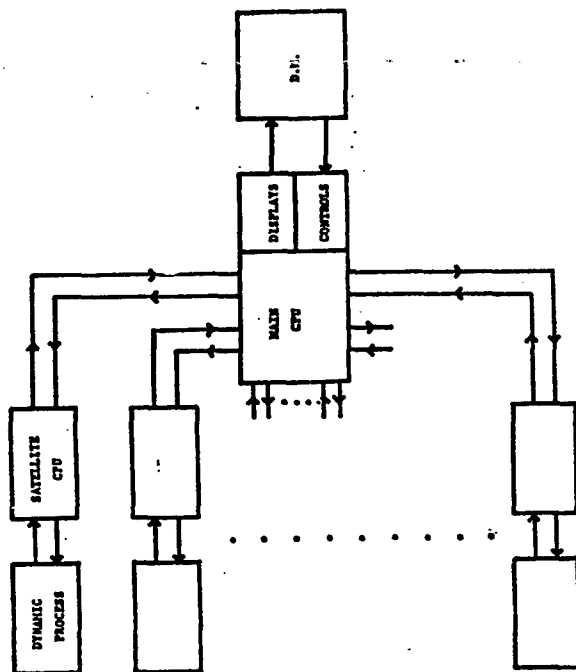 DYNAMIC
PROCESS
SATELLITE
CPU
MAIN
CPU
DISPLAYS
CONTROLS
D.M.